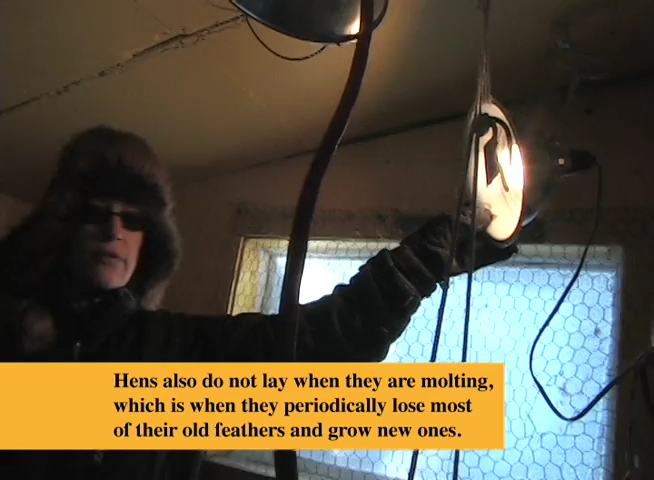 Hens also do not lay when they are molting,
which is when they periodically lose most
of their old feathers and grow new ones.